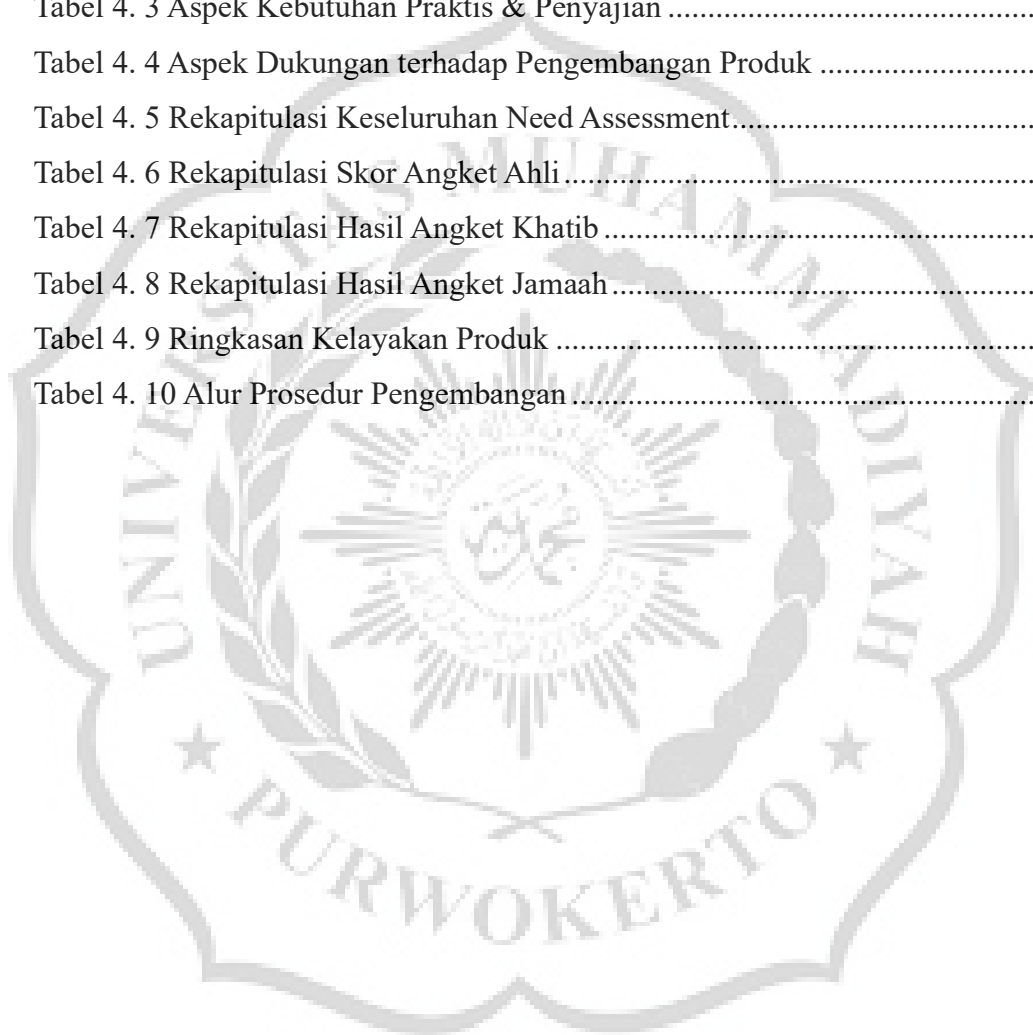 Tabel 4. 3 Aspek Kebutuhan Praktis & Penyajian ..............................................
Tabel 4. 4 Aspek Dukungan terhadap Pengembangan Produk ...........................
Tabel 4. 5 Rekapitulasi Keseluruhan Need Assessment.....................................
Tabel 4. 6 Rekapitulasi Skor Angket Ahli..........................................................
Tabel 4. 7 Rekapitulasi Hasil Angket Khatib.....................................................
Tabel 4. 8 Rekapitulasi Hasil Angket Jamaah....................................................
Tabel 4. 9 Ringkasan Kelayakan Produk ...........................................................
Tabel 4. 10 Alur Prosedur Pengembangan.........................................................
UNIVERSITAS MUHAMMADIYAH
PURWOKERTO